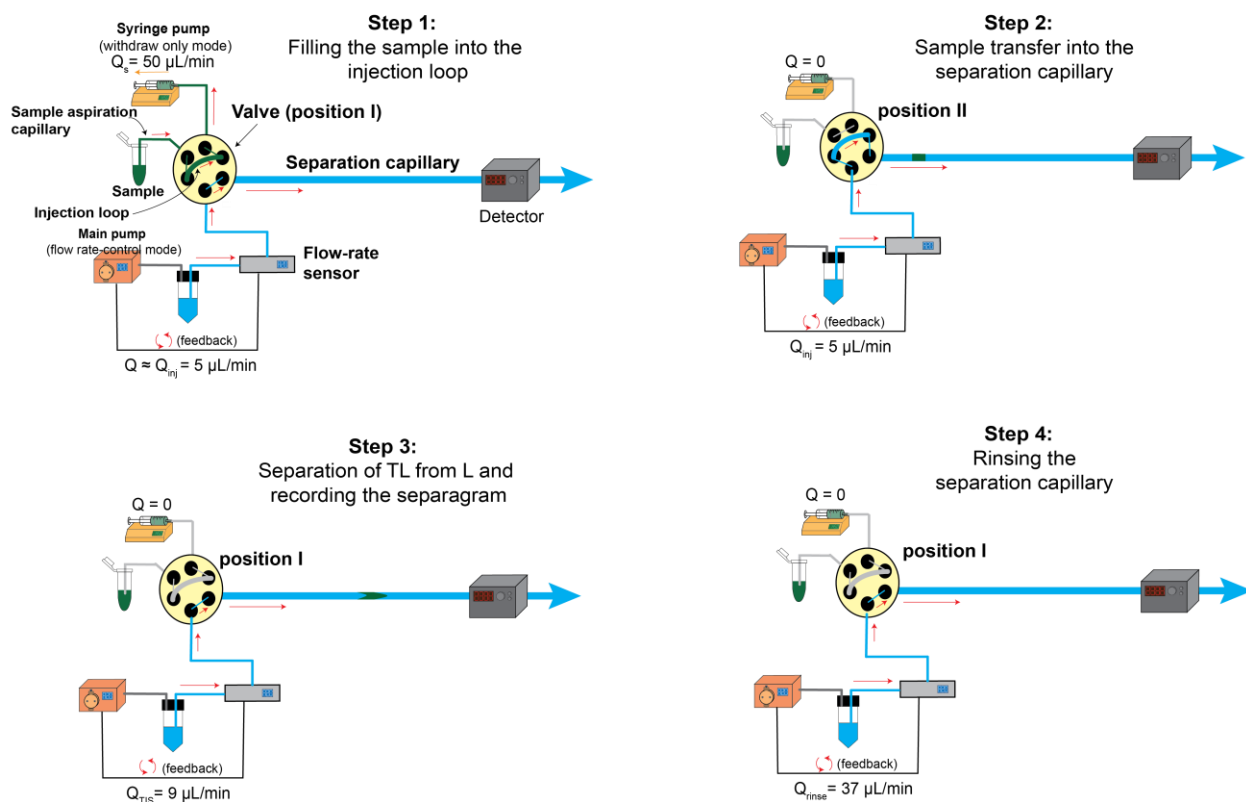 Step 1:
Filling the sample into the
injection loop
Syringe pump
(withdraw only mode)
Qs = 50 µL/min
Sample aspiration
capillary
Valve (position I)
Separation capillary
Sample
Injection loop
Detector
Main pump
(flow rate-control mode)
Flow-rate
sensor
(feedback)
Q ≈ Qinj = 5 µL/min
Step 2:
Sample transfer into the
separation capillary
Q = 0
position II
(feedback)
Qinj = 5 µL/min
Step 3:
Separation of TL from L and
recording the separagram
Q = 0
position I
(feedback)
QTIS = 9 µL/min
Step 4:
Rinsing the
separation capillary
Q = 0
position I
(feedback)
Qrinse = 37 µL/min